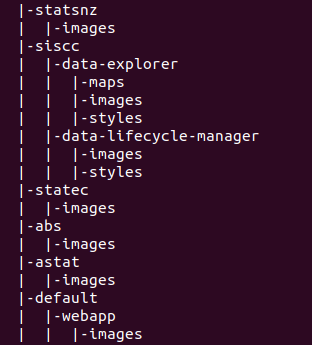 |-statsnz
|  |-images
|-siscc
|  |-data-explorer
|  |  |-maps
|  |  |-images
|  |  |-styles
|  |-data-lifecycle-manager
|  |  |-images
|  |  |-styles
|-statec
|  |-images
|-abs
|  |-images
|-astat
|  |-images
|-default
|  |-webapp
|  |  |-images